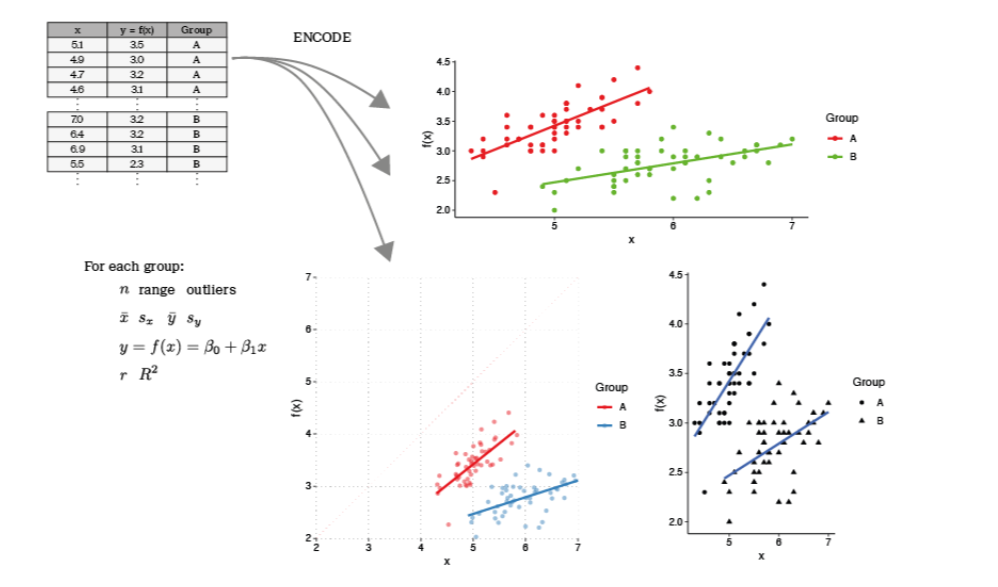 x y = f(x) Group
5.1 3.5 A
4.9 3.0 A
4.7 3.2 A
4.6 3.1 A
⋮ ⋮ ⋮
7.0 3.2 B
6.4 3.2 B
6.9 3.1 B
5.5 2.3 B
⋮ ⋮ ⋮
ENCODE
4.5
4.0
3.5
3.0
2.5
2.0
f(x)
5 6 7
x
Group
A
B
For each group:
n range outliers
x̄ sₓ ȳ s_y
y = f(x) = β₀ + β₁x
r R²
7
6
5
4
3
2
f(x)
2 3 4 5 6 7
x
Group
A
B
4.5
4.0
3.5
3.0
2.5
2.0
f(x)
5 6 7
x
Group
A
B